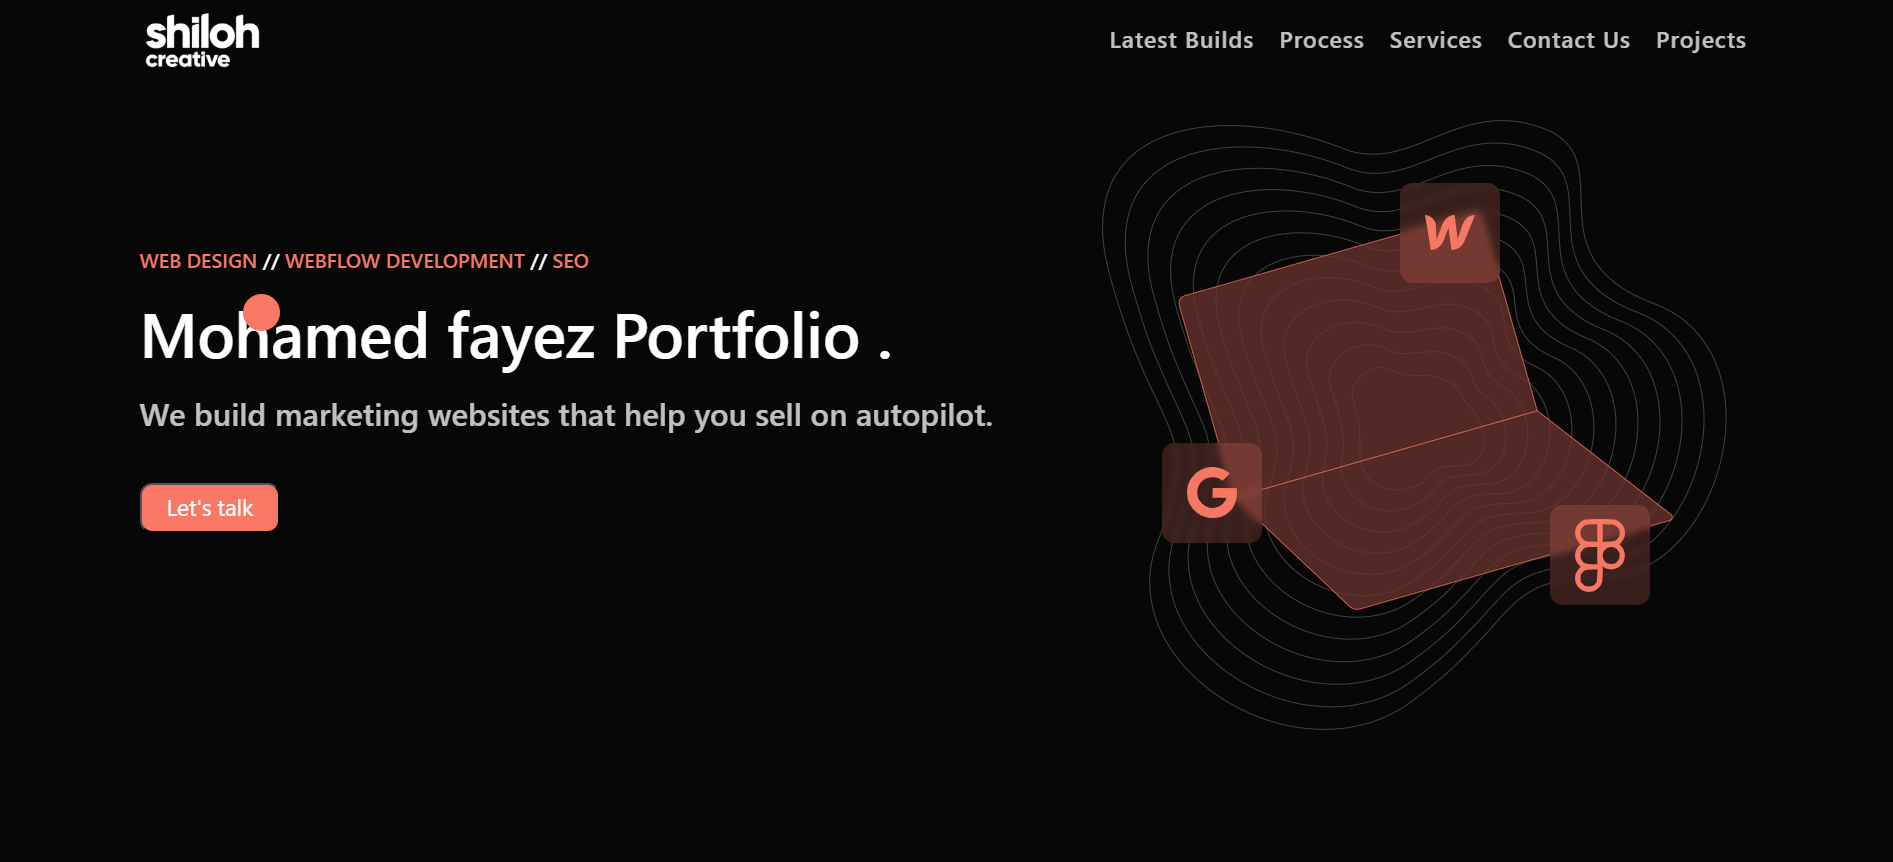 shiloh
creative
Latest Builds Process Services Contact Us Projects
WEB DESIGN // WEBFLOW DEVELOPMENT // SEO
Mohamed fayez Portfolio .
We build marketing websites that help you sell on autopilot.
Let's talk